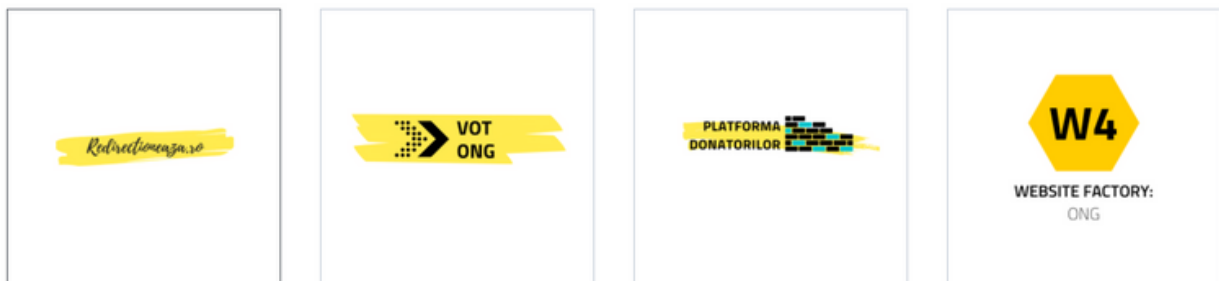 Redirectioneaza.ro
VOT
ONG
PLATFORMA
DONATORILOR
W4
WEBSITE FACTORY:
ONG